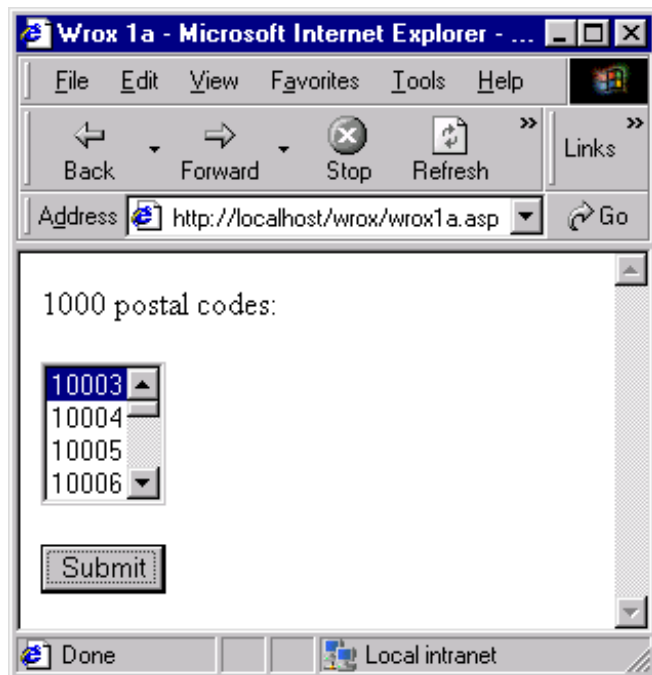 Wrox 1a - Microsoft Internet Explorer - ...
File Edit View Favorites Tools Help
Back Forward Stop Refresh » Links »
Address http://localhost/wrox/wrox1a.asp Go
1000 postal codes:
10003
10004
10005
10006
Submit
Done Local intranet